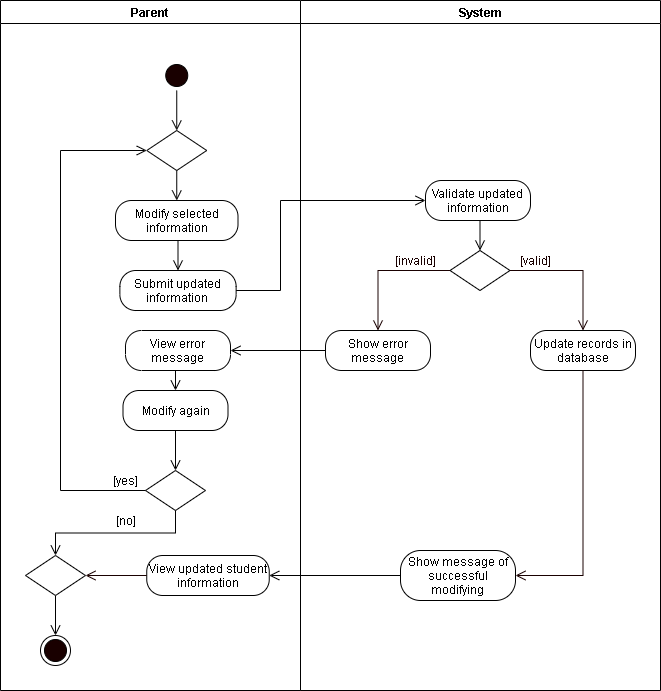 Parent
System
Modify selected
information
Submit updated
information
Validate updated
information
[invalid]
[valid]
View error
message
Show error
message
Update records in
database
Modify again
[yes]
[no]
View updated student
information
Show message of
successful
modifying